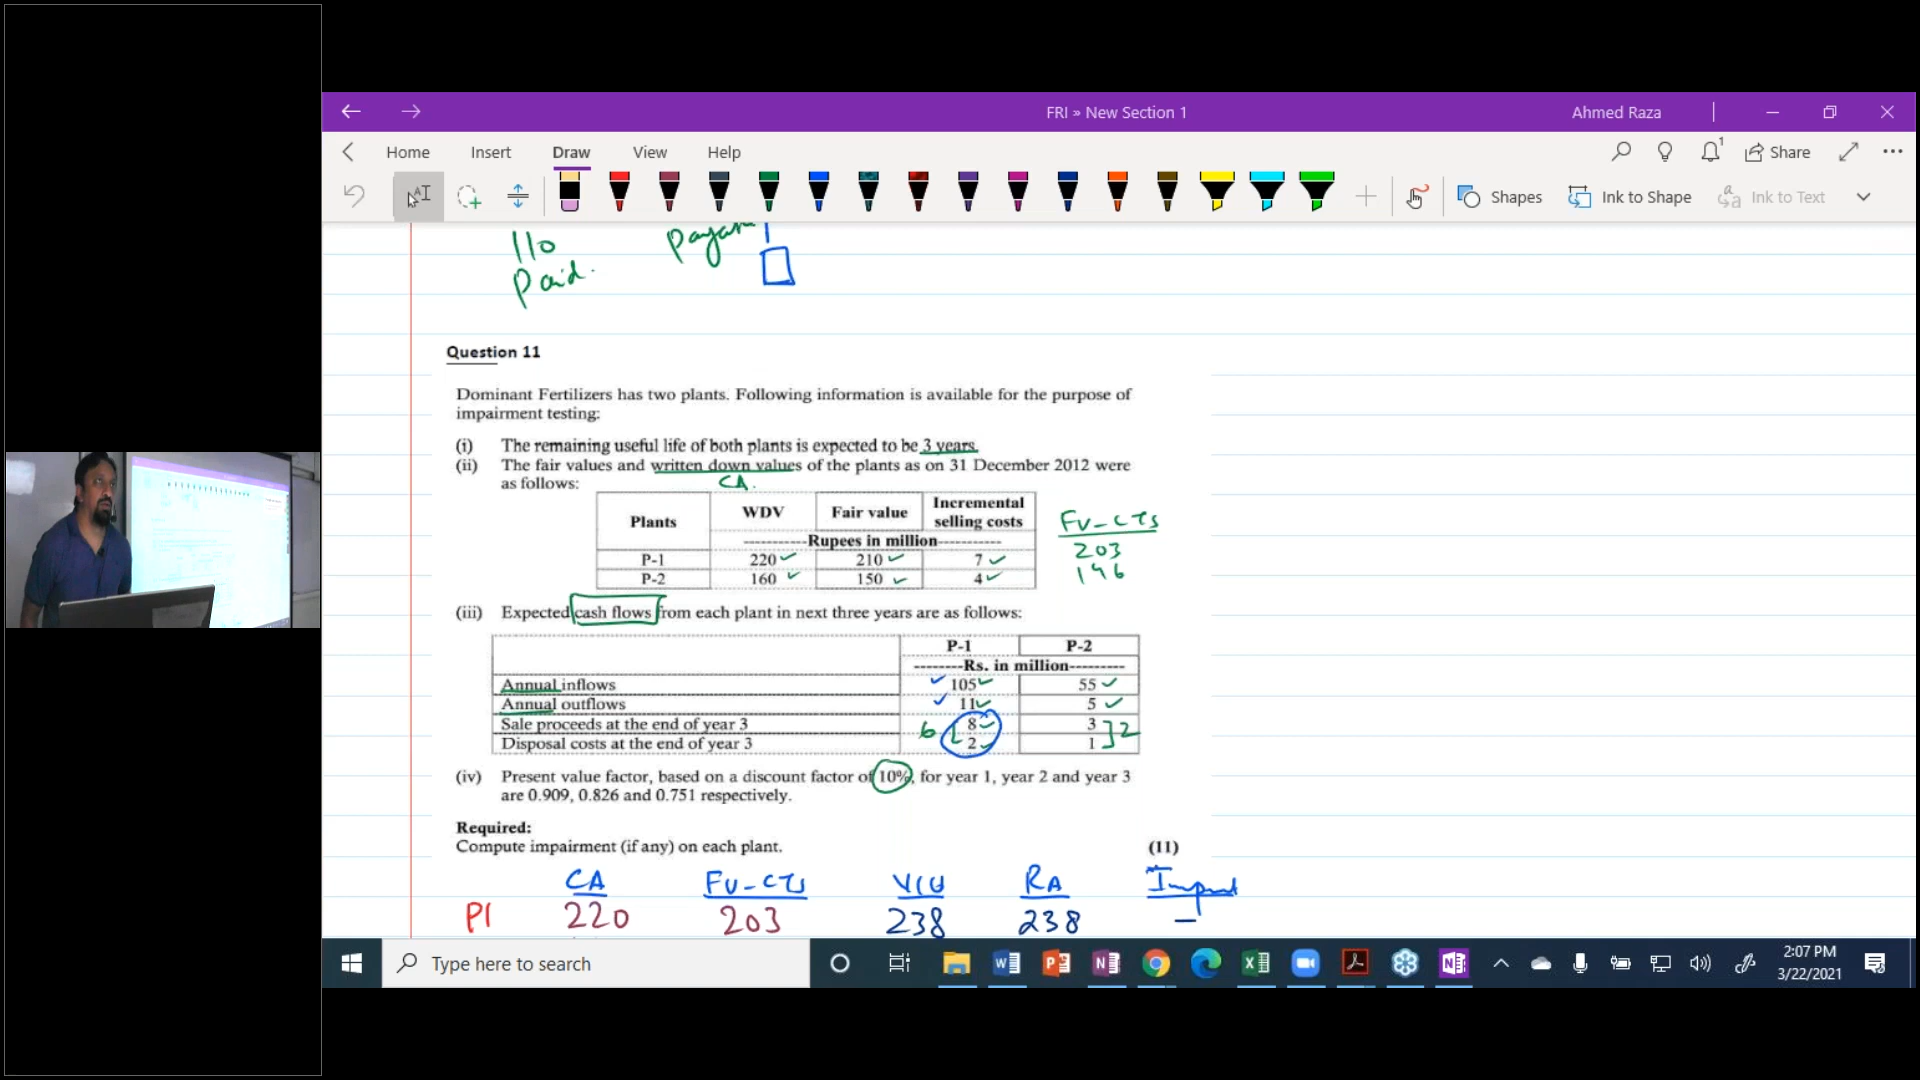 FRI » New Section 1
Ahmed Raza
Home Insert Draw View Help
Share
Shapes
Ink to Shape
Ink to Text
110
Paid.
Question 11
Dominant Fertilizers has two plants. Following information is available for the purpose of
impairment testing:
(i) The remaining useful life of both plants is expected to be 3 years.
(ii) The fair values and written down values of the plants as on 31 December 2012 were
as follows:
CA.
Plants WDV Fair value Incremental
selling costs
----------Rupees in million-----------
P-1 220 210 7
P-2 160 150 4
FV-CTS
203
146
(iii) Expected cash flows from each plant in next three years are as follows:
P-1 P-2
--------Rs. in million---------
Annual inflows 105 55
Annual outflows 11 5
Sale proceeds at the end of year 3 8 3
6 2
Disposal costs at the end of year 3 2 1
(iv) Present value factor, based on a discount factor of 10%, for year 1, year 2 and year 3
are 0.909, 0.826 and 0.751 respectively.
Required:
Compute impairment (if any) on each plant. (11)
CA FV-CTS VIU RA
P1 220 203 238 238 –
Type here to search
2:07 PM
3/22/2021